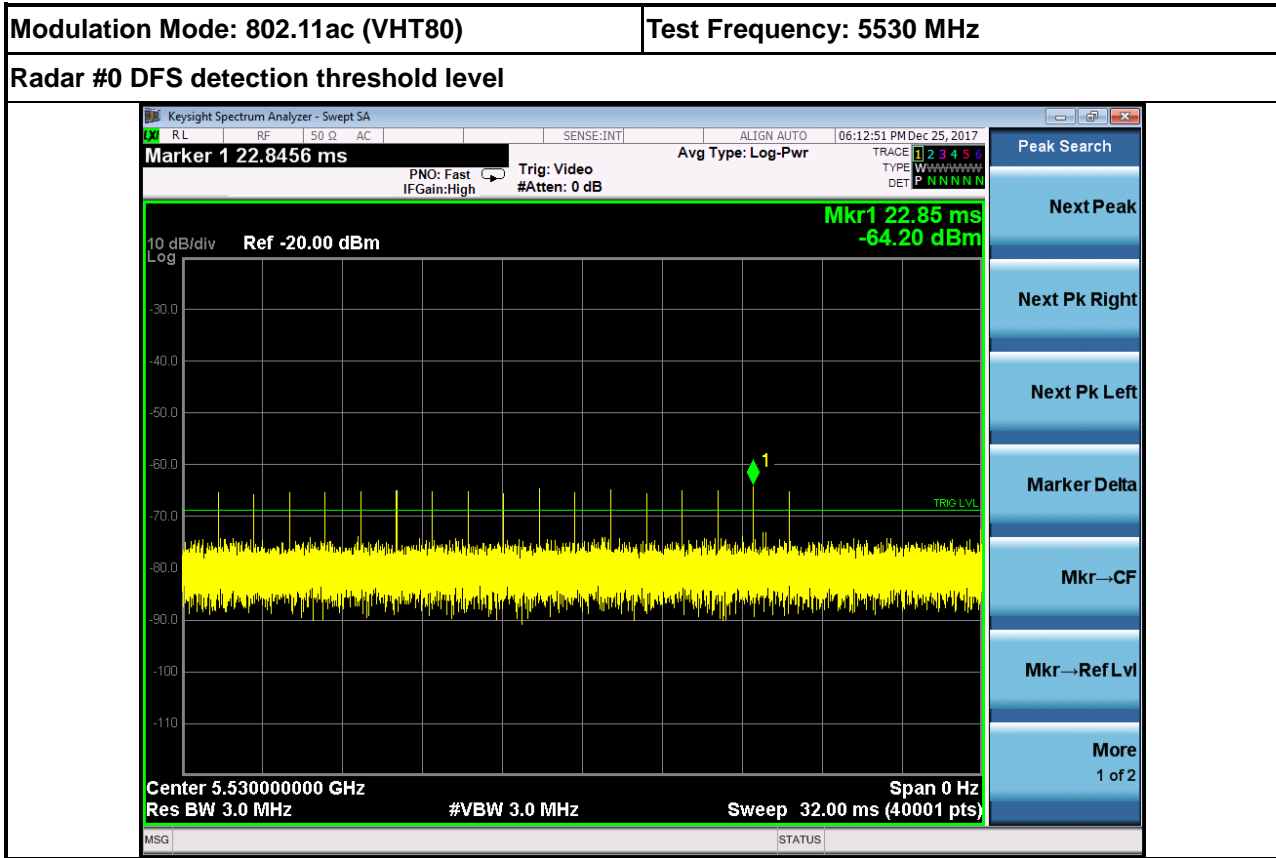 Modulation Mode: 802.11ac (VHT80) Test Frequency: 5530 MHz
Radar #0 DFS detection threshold level
Keysight Spectrum Analyzer - Swept SA
LXI RL RF 50 Ω AC SENSE:INT ALIGN AUTO 06:12:51 PM Dec 25, 2017
Marker 1 22.8456 ms
PNO: Fast
IFGain:High
Trig: Video
#Atten: 0 dB
Avg Type: Log-Pwr
TRACE 1 2 3 4 5 6
TYPE WWWWWW
DET P N N N N N
Mkr1 22.85 ms
-64.20 dBm
10 dB/div Ref -20.00 dBm
Log
-30.0
-40.0
-50.0
-60.0
-70.0
-80.0
-90.0
-100
-110
1
TRIG LVL
Center 5.530000000 GHz Span 0 Hz
Res BW 3.0 MHz #VBW 3.0 MHz Sweep 32.00 ms (40001 pts)
MSG STATUS
Peak Search
Next Peak
Next Pk Right
Next Pk Left
Marker Delta
Mkr→CF
Mkr→Ref Lvl
More
1 of 2